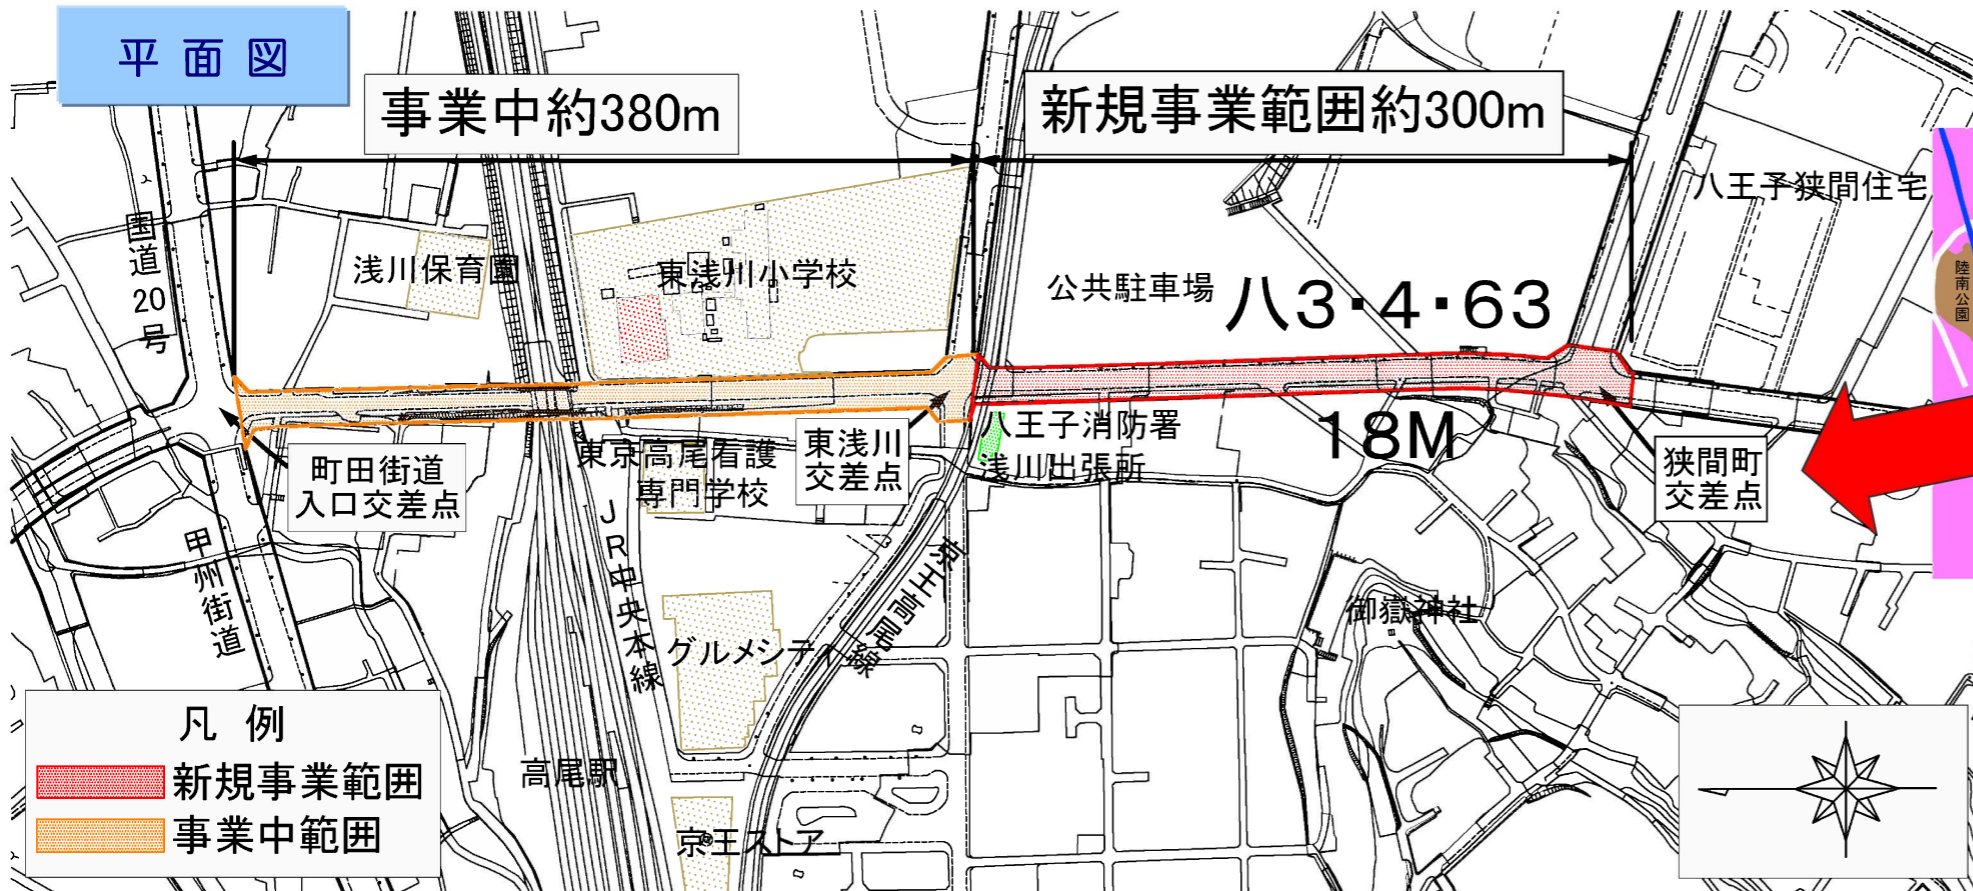 平面図
事業中約380m
新規事業範囲約300m
八王子狭間住宅
国道20号
浅川保育園
東浅川小学校
公共駐車場
八3・4・63
陸南公園
18M
町田街道
入口交差点
東京高尾看護
専門学校
東浅川
交差点
八王子消防署
浅川出張所
狭間町
交差点
甲州街道
JR中央本線
京王高尾線
グルメシティ
御嶽神社
高尾駅
京王ストア
凡例
新規事業範囲
事業中範囲